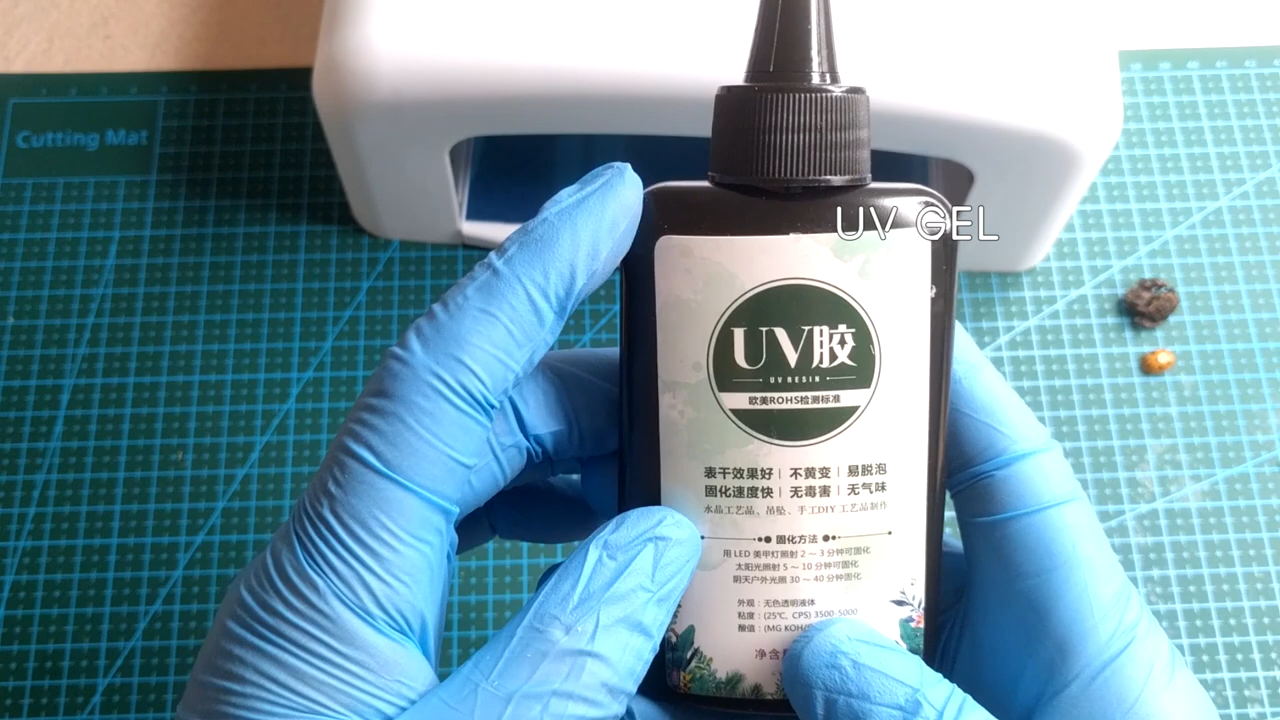 Cutting Mat
UV GEL
UV胶
UV RESIN
欧美ROHS检测标准
表干效果好 | 不黄变 | 易脱泡
固化速度快 | 无毒害 | 无气味
水晶工艺品、吊坠、手工DIY 工艺品制作
固化方法
用 LED 美甲灯照射 2 ~ 3 分钟可固化
太阳光照射 5 ~ 10 分钟可固化
阴天户外光照 30 ~ 40 分钟固化
外观：无色透明液体
粘度：(25℃, CPS) 3500-5000
酸值：(MG KOH/
净含